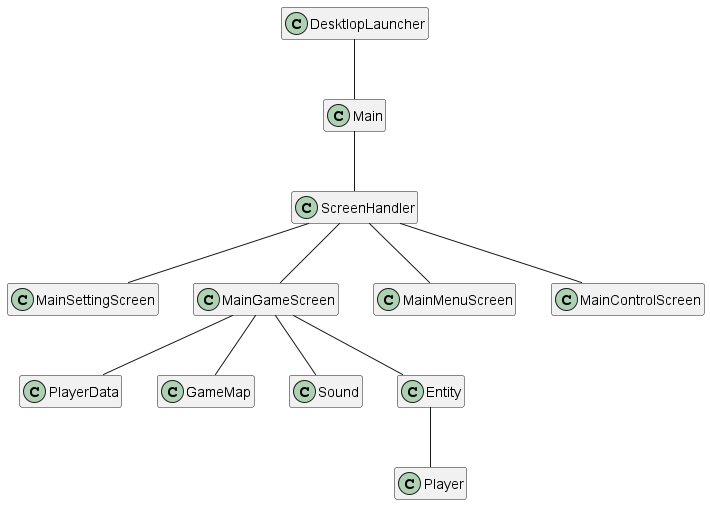 C DesktlopLauncher
C Main
C ScreenHandler
C MainSettingScreen C MainGameScreen C MainMenuScreen C MainControlScreen
C PlayerData C GameMap C Sound C Entity
C Player